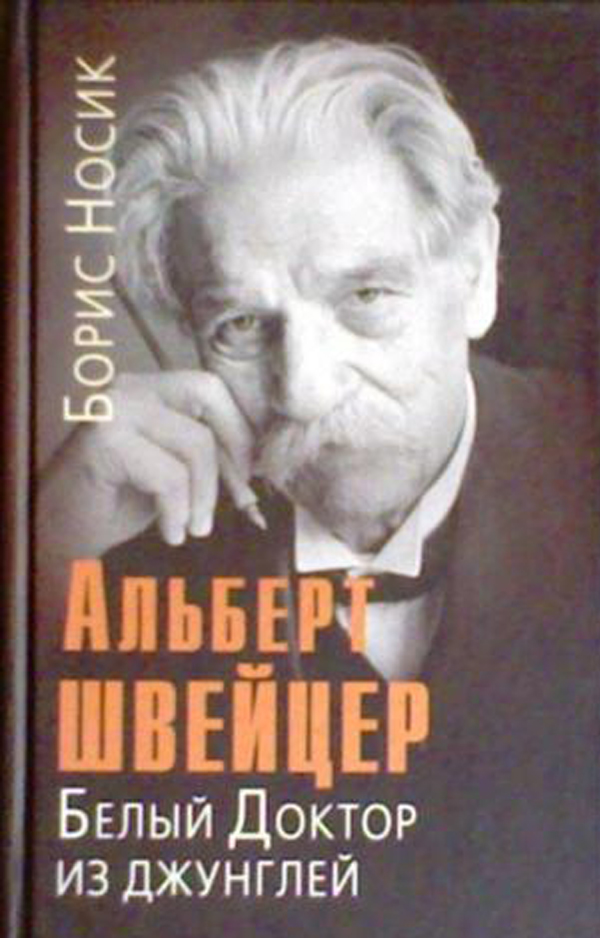 Борис Носик
Альберт
Швейцер
Белый Доктор
из джунглей